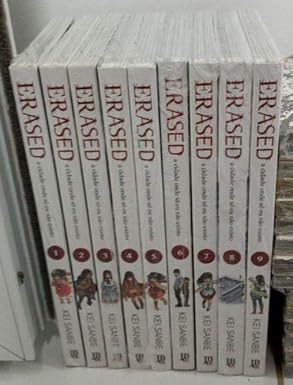 ERASED a cidade onde só eu não existo 1 KEI SANBE
ERASED a cidade onde só eu não existo 2 KEI SANBE
ERASED a cidade onde só eu não existo 3 KEI SANBE
ERASED a cidade onde só eu não existo 4 KEI SANBE
ERASED a cidade onde só eu não existo 5 KEI SANBE
ERASED a cidade onde só eu não existo 6 KEI SANBE
ERASED a cidade onde só eu não existo 7 KEI SANBE
ERASED a cidade onde só eu não existo 8 KEI SANBE
ERASED a cidade onde só eu não existo 9 KEI SANBE